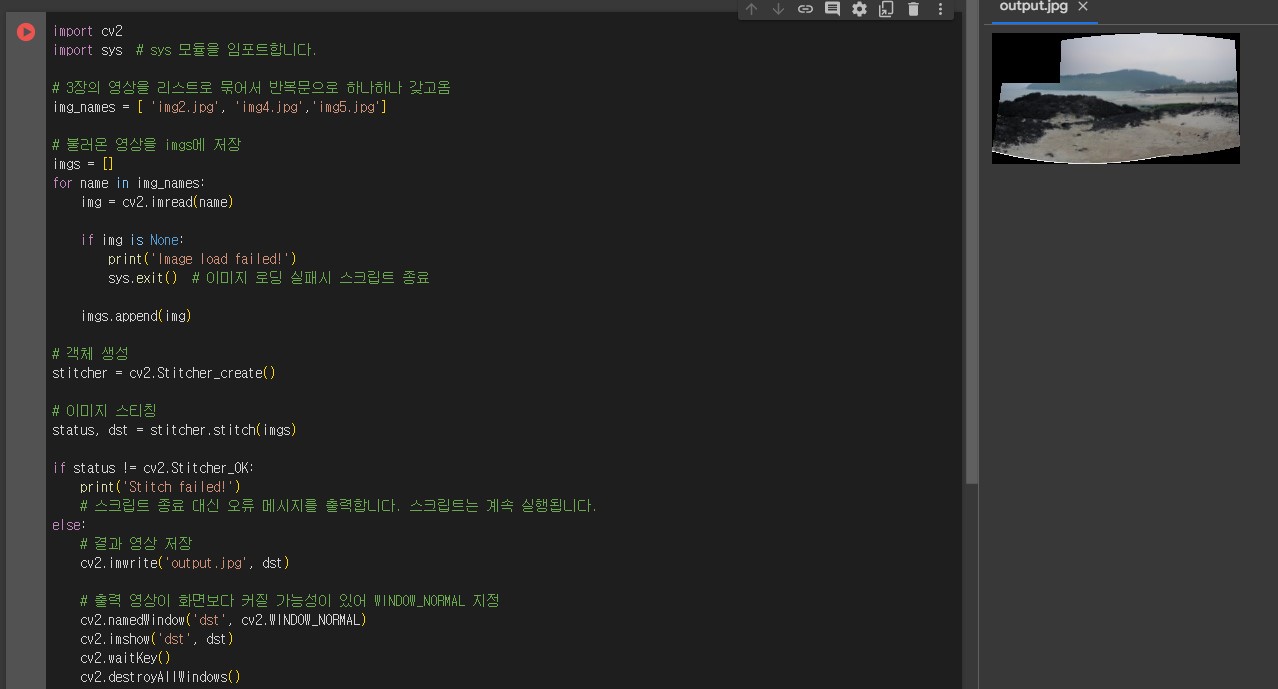 output.jpg ×
import cv2
import sys  # sys 모듈을 임포트합니다.
# 3장의 영상을 리스트로 묶어서 반복문으로 하나하나 갖고옴
img_names = [ 'img2.jpg', 'img4.jpg','img5.jpg']
# 불러온 영상을 imgs에 저장
imgs = []
for name in img_names:
    img = cv2.imread(name)
    if img is None:
        print('Image load failed!')
        sys.exit()  # 이미지 로딩 실패시 스크립트 종료
    imgs.append(img)
# 객체 생성
stitcher = cv2.Stitcher_create()
# 이미지 스티칭
status, dst = stitcher.stitch(imgs)
if status != cv2.Stitcher_OK:
    print('Stitch failed!')
    # 스크립트 종료 대신 오류 메시지를 출력합니다. 스크립트는 계속 실행됩니다.
else:
    # 결과 영상 저장
    cv2.imwrite('output.jpg', dst)
    # 출력 영상이 화면보다 커질 가능성이 있어 WINDOW_NORMAL 지정
    cv2.namedWindow('dst', cv2.WINDOW_NORMAL)
    cv2.imshow('dst', dst)
    cv2.waitKey()
    cv2.destroyAllWindows()